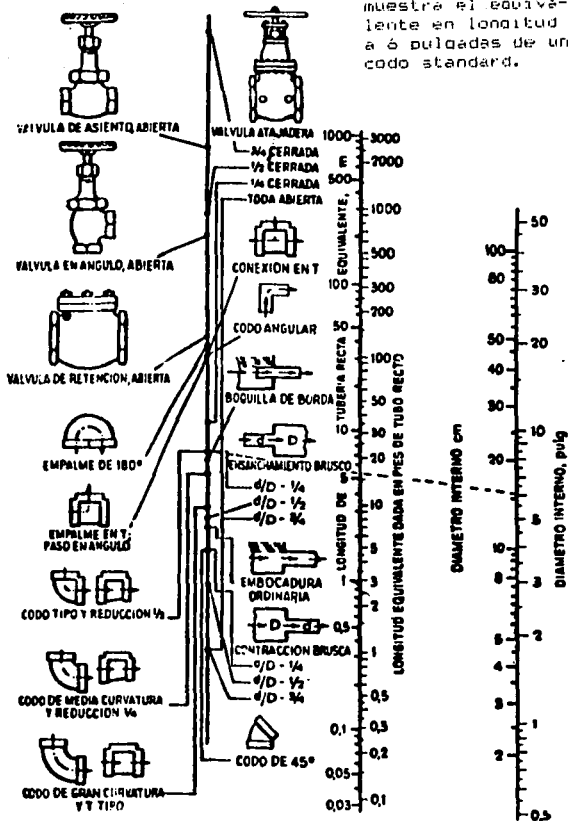 muestra el equiva-
lente en longitud
a 6 pulgadas de un
codo standard.
VALVULA DE ASIENTO, ABIERTA
VALVULA ATAJADERA
3/4 CERRADA
1/2 CERRADA
1/4 CERRADA
TODA ABIERTA
VALVULA EN ANGULO, ABIERTA
CONEXIÓN EN T
CODO ANGULAR
VALVULA DE RETENCION, ABIERTA
BOQUILLA DE BORDA
EMPALME DE 180°
d D
ENSANCHAMIENTO BRUSCO
d/D - 1/4
d/D - 1/2
d/D - 3/4
EMPALME EN T,
PASO EN ANGULO
EMBOCADURA
ORDINARIA
CODO TIPO Y REDUCCION 1/2
D d
CONTRACCION BRUSCA
d/D - 1/4
d/D - 1/2
d/D - 3/4
CODO DE MEDIA CURVATURA
Y REDUCCION 1/4
CODO DE 45°
CODO DE GRAN CURVATURA
Y T TIPO
LONGITUD DE TUBERIA RECTA EQUIVALENTE, m
1000
500
100
50
10
5
1
0,5
0,1
0,05
0,03
LONGITUD EQUIVALENTE DADA EN PIES DE TUBO RECTO
3000
2000
1000
500
300
200
100
50
30
20
10
5
3
2
1
0,5
0,3
0,2
0,1
DIAMETRO INTERNO cm
100
80
50
40
30
20
10
8
5
4
3
2
DIAMETRO INTERNO, pulg
50
30
20
10
5
3
2
1
0,5